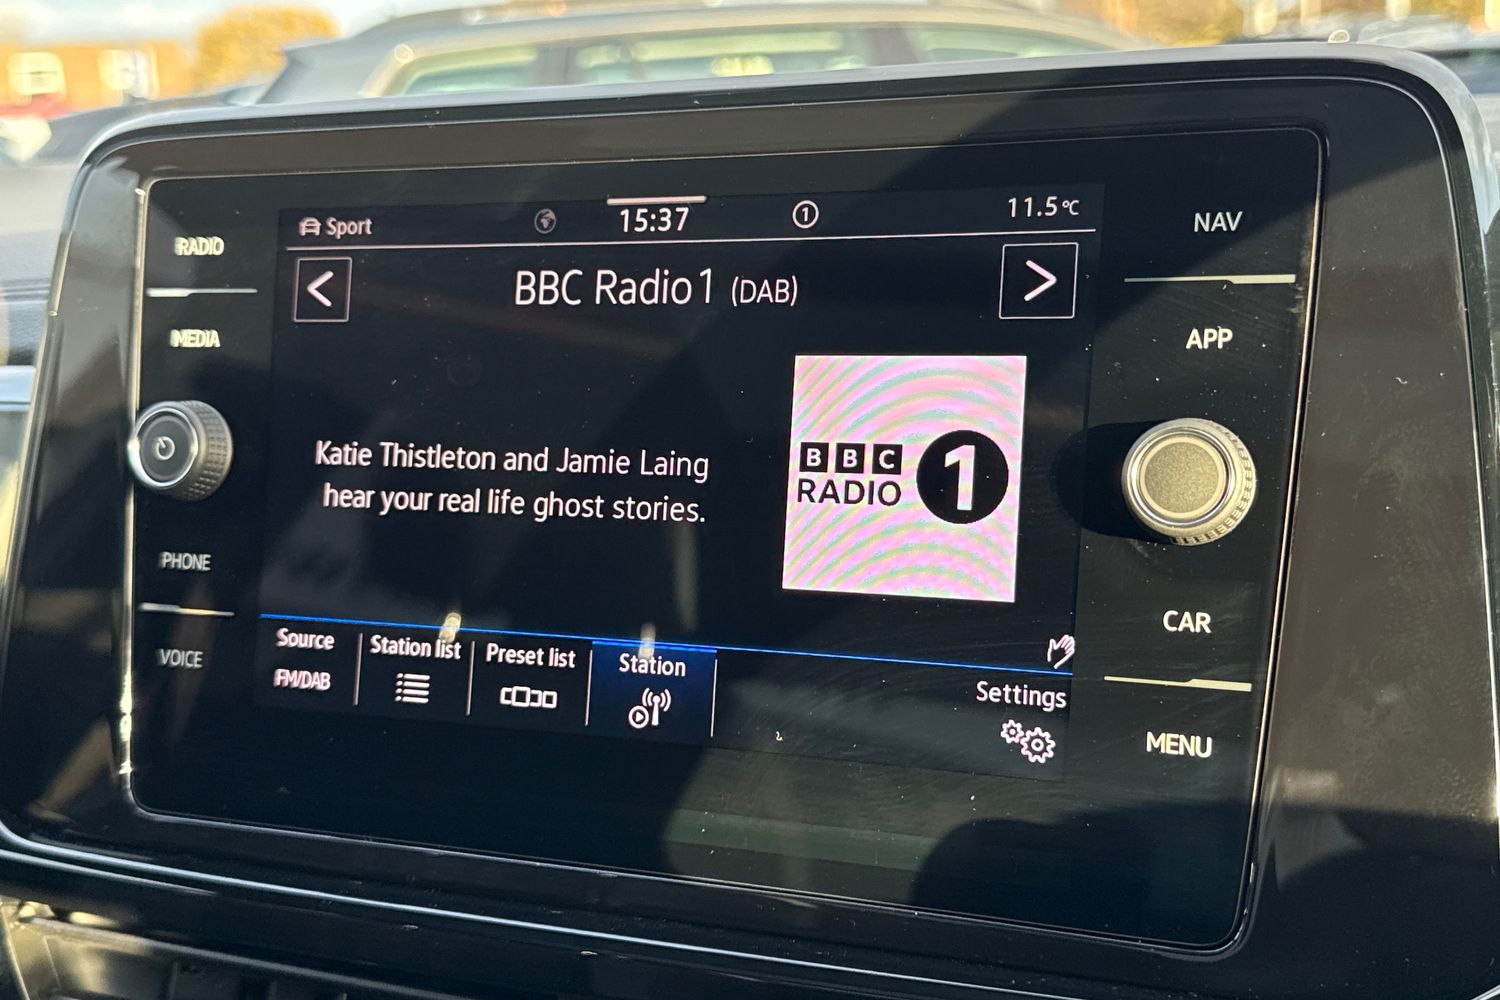 Sport 15:37 1 11.5°C
RADIO
MEDIA
PHONE
VOICE
< BBC Radio 1 (DAB) >
Katie Thistleton and Jamie Laing
hear your real life ghost stories.
BBC
RADIO
1
Source
FM/DAB
Station list
Preset list
Station
Settings
NAV
APP
CAR
MENU